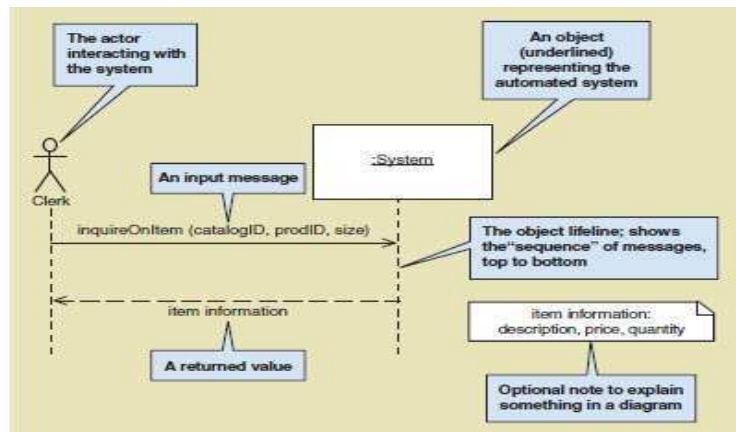 The actor
interacting with
the system
An object
(underlined)
representing the
automated system
:System
Clerk
An input message
inquireOnItem (catalogID, prodID, size)
The object lifeline; shows
the"sequence" of messages,
top to bottom
item information
item information:
description, price, quantity
A returned value
Optional note to explain
something in a diagram